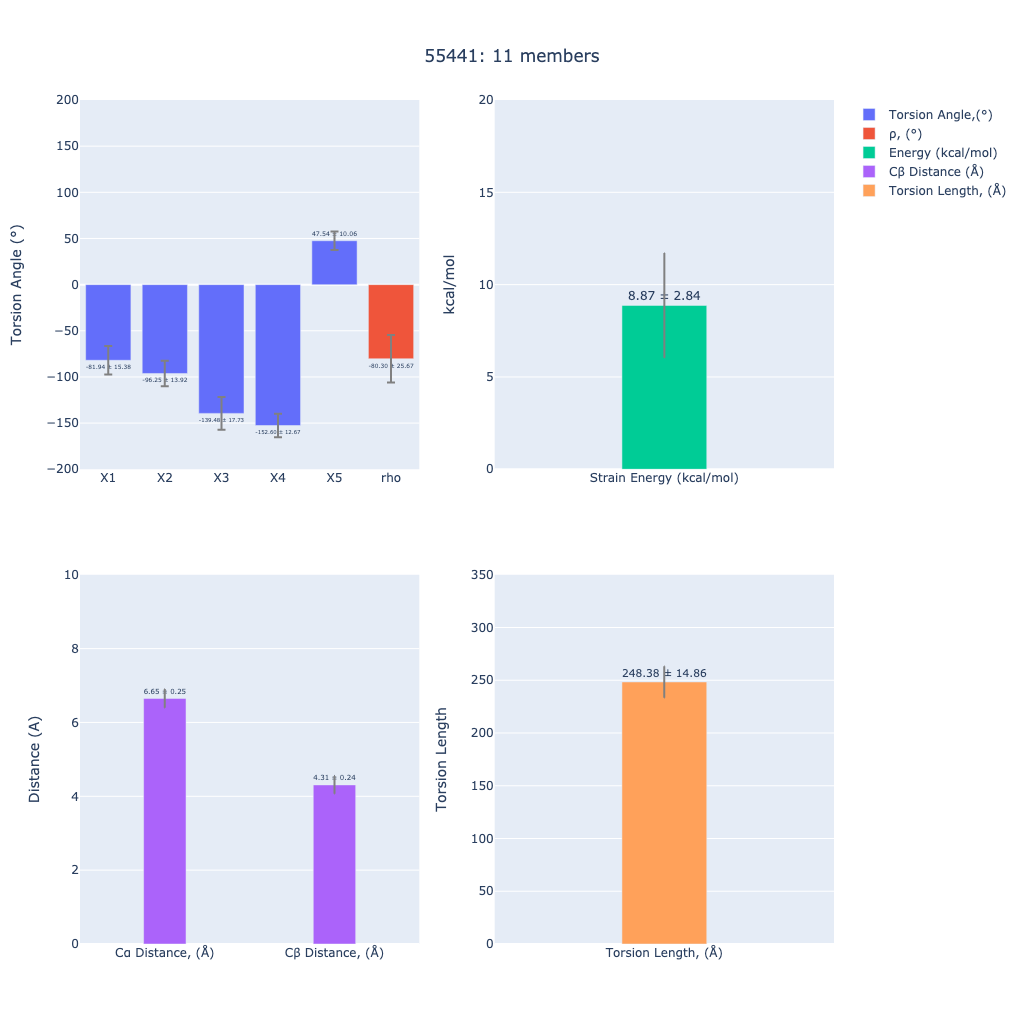 55441: 11 members
200
150
100
50
0
−50
−100
−150
−200
Torsion Angle (°)
-81.94 ± 15.38
-96.25 ± 13.92
-139.48 ± 17.73
-152.60 ± 12.67
47.54 ± 10.06
-80.30 ± 25.67
X1 X2 X3 X4 X5 rho
20
15
10
5
0
kcal/mol
8.87 ± 2.84
Strain Energy (kcal/mol)
Torsion Angle,(°)
ρ, (°)
Energy (kcal/mol)
Cβ Distance (Å)
Torsion Length, (Å)
10
8
6
4
2
0
Distance (A)
6.65 ± 0.25
4.31 ± 0.24
Cα Distance, (Å) Cβ Distance, (Å)
350
300
250
200
150
100
50
0
Torsion Length
248.38 ± 14.86
Torsion Length, (Å)